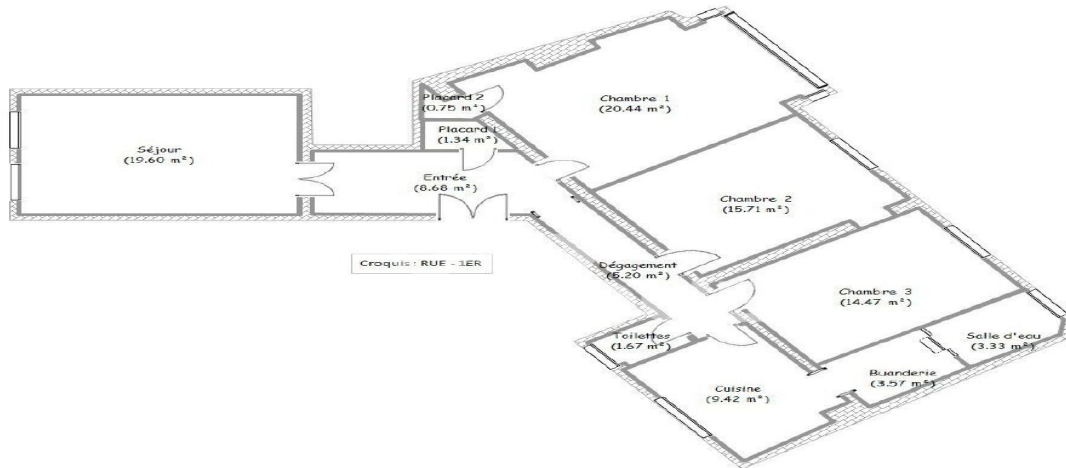 Placard 2
(0.75 m²)
Chambre 1
(20.44 m²)
Placard 1
(1.34 m²)
Séjour
(19.60 m²)
Entrée
(8.68 m²)
Chambre 2
(15.71 m²)
Croquis : RUE - 1ER
Dégagement
(5.20 m²)
Chambre 3
(14.47 m²)
Toilettes
(1.67 m²)
Salle d'eau
(3.33 m²)
Buanderie
(3.57 m²)
Cuisine
(9.42 m²)